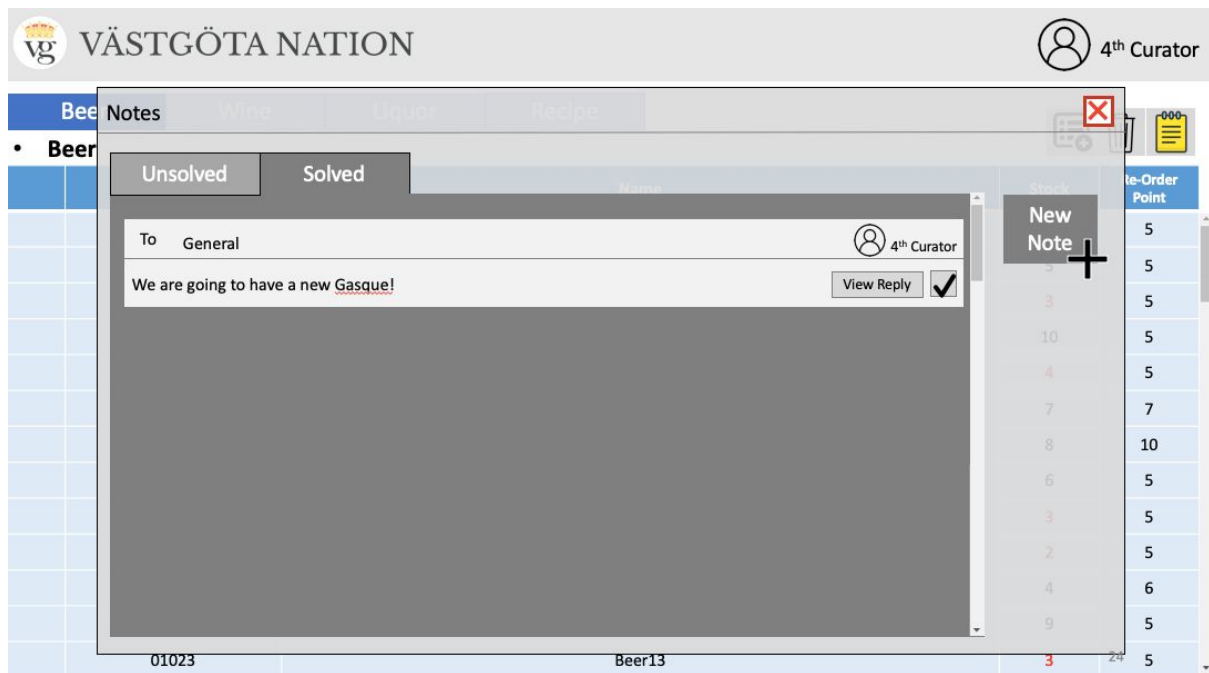 vg VÄSTGÖTA NATION
4th Curator
Beer Wine Liquor Recipe
Notes
• Beer
Unsolved Solved
Name Stock Re-Order
Point
New
Note
To General 4th Curator
We are going to have a new Gasque! View Reply
5
5 5
3 5
10 5
4 5
7 7
8 10
6 5
3 5
2 5
4 6
9 5
01023 Beer13 3 5
24